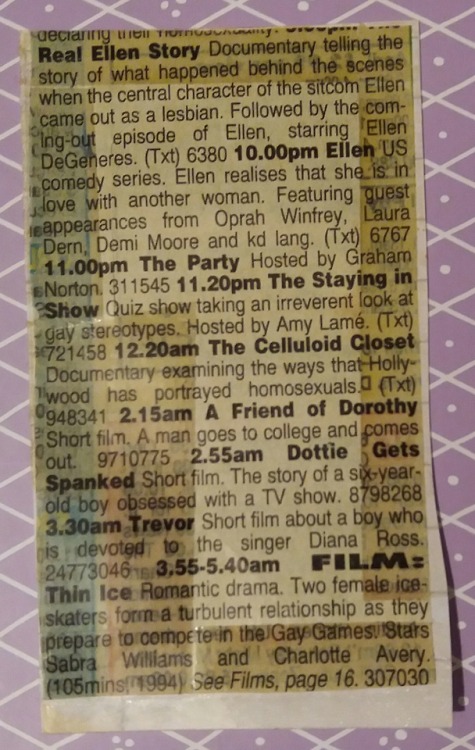 declaring their homosexuality. 9.00pm The
Real Ellen Story Documentary telling the
story of what happened behind the scenes
when the central character of the sitcom Ellen
came out as a lesbian. Followed by the com-
ing-out episode of Ellen, starring Ellen
DeGeneres. (Txt) 6380 10.00pm Ellen US
comedy series. Ellen realises that she is in
love with another woman. Featuring guest
appearances from Oprah Winfrey, Laura
Dern, Demi Moore and kd lang. (Txt) 6767
11.00pm The Party Hosted by Graham
Norton. 311545 11.20pm The Staying in
Show Quiz show taking an irreverent look at
gay stereotypes. Hosted by Amy Lamé. (Txt)
721458 12.20am The Celluloid Closet
Documentary examining the ways that Holly-
wood has portrayed homosexuals. (Txt)
948341 2.15am A Friend of Dorothy
Short film. A man goes to college and comes
out. 9710775 2.55am Dottie Gets
Spanked Short film. The story of a six-year-
old boy obsessed with a TV show. 8798268
3.30am Trevor Short film about a boy who
is devoted to the singer Diana Ross.
24773046 3.55-5.40am FILM:
Thin Ice Romantic drama. Two female ice-
skaters form a turbulent relationship as they
prepare to compete in the Gay Games. Stars
Sabra Williams and Charlotte Avery.
(105mins, 1994) See Films, page 16. 307030